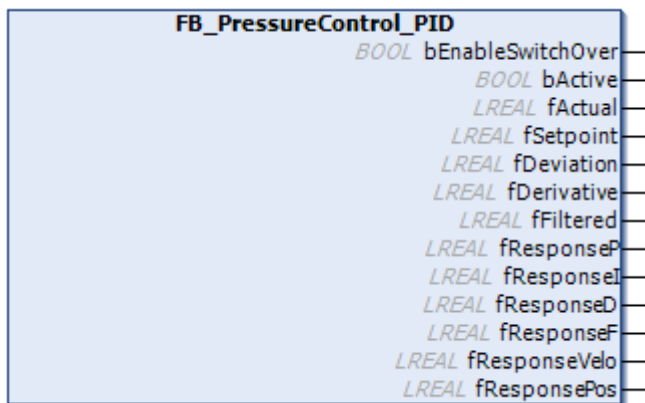 FB_PressureControl_PID
BOOL bEnableSwitchOver
BOOL bActive
LREAL fActual
LREAL fSetpoint
LREAL fDeviation
LREAL fDerivative
LREAL fFiltered
LREAL fResponseP
LREAL fResponseI
LREAL fResponseD
LREAL fResponseF
LREAL fResponseVelo
LREAL fResponsePos